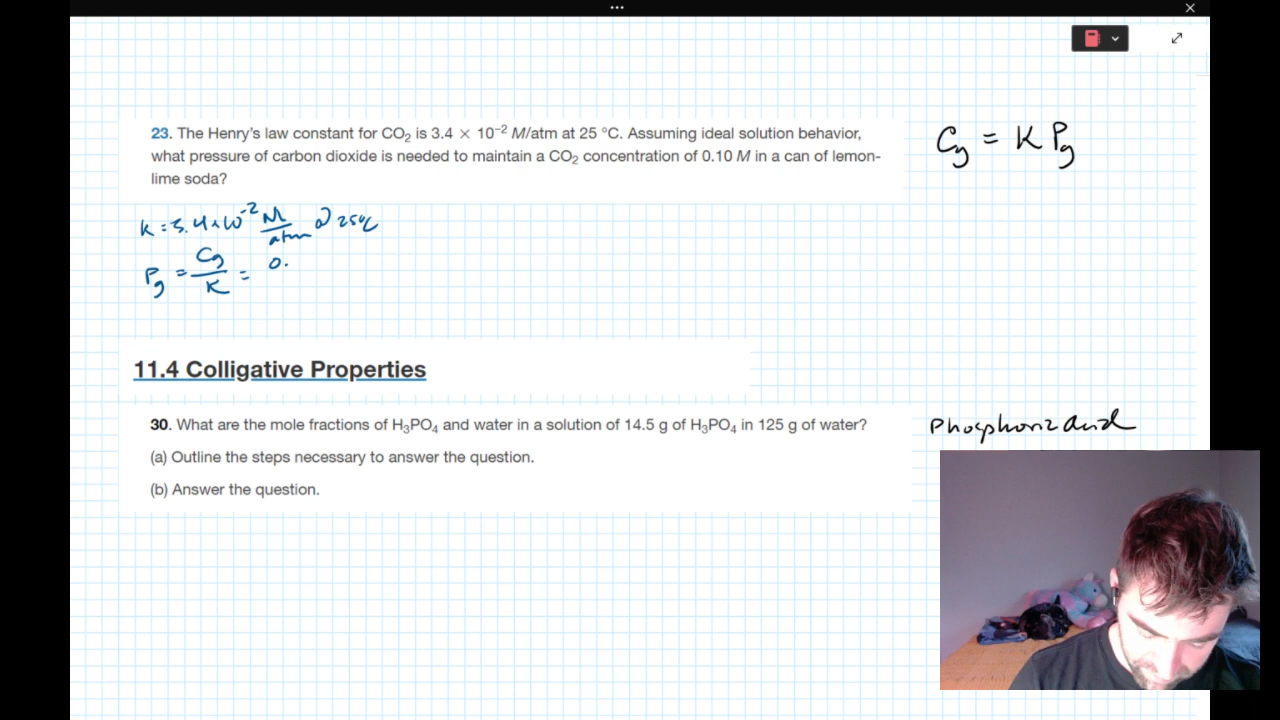 23. The Henry's law constant for CO₂ is 3.4 × 10⁻² M/atm at 25 °C. Assuming ideal solution behavior,
what pressure of carbon dioxide is needed to maintain a CO₂ concentration of 0.10 M in a can of lemon-
lime soda?
Cg = K Pg
K = 3.4 × 10⁻² M/atm @ 25°C
Pg = Cg/K = 0.
11.4 Colligative Properties
30. What are the mole fractions of H₃PO₄ and water in a solution of 14.5 g of H₃PO₄ in 125 g of water?
Phosphoric acid
(a) Outline the steps necessary to answer the question.
(b) Answer the question.